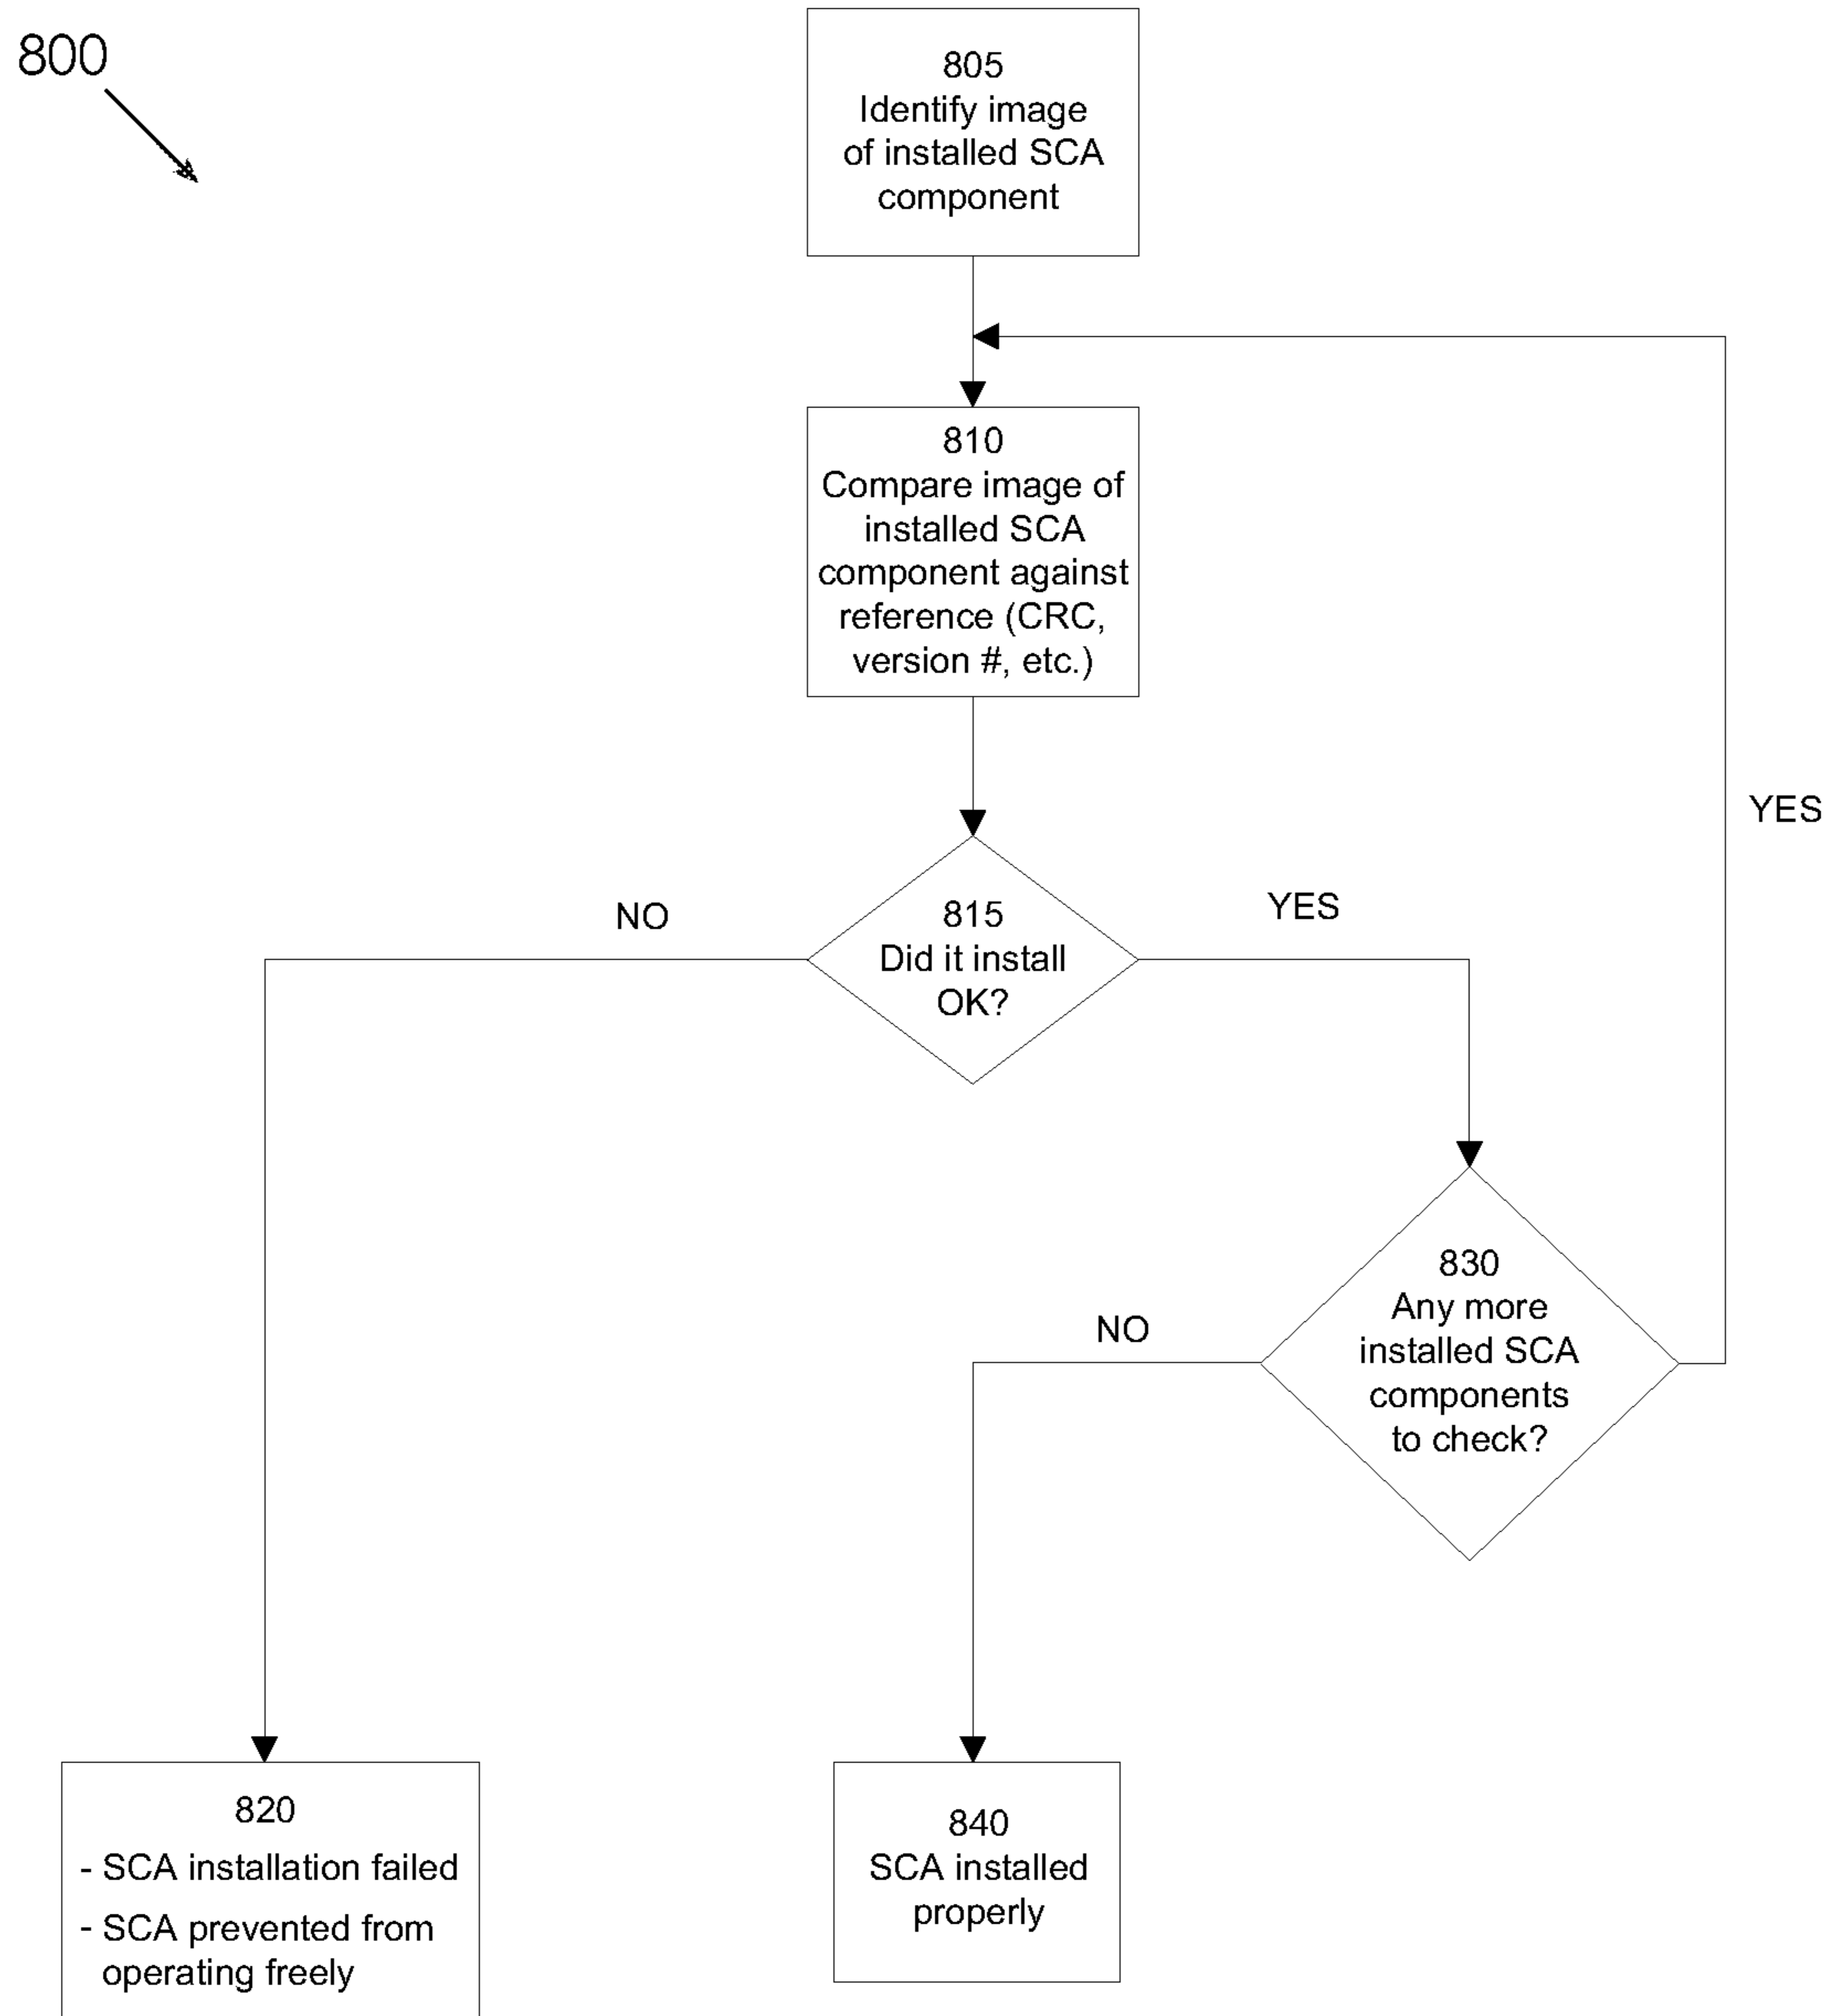 800
805
Identify image
of installed SCA
component
810
Compare image of
installed SCA
component against
reference (CRC,
version #, etc.)
YES
NO
YES
815
Did it install
OK?
830
Any more
installed SCA
components
to check?
NO
820
- SCA installation failed
- SCA prevented from
operating freely
840
SCA installed
properly